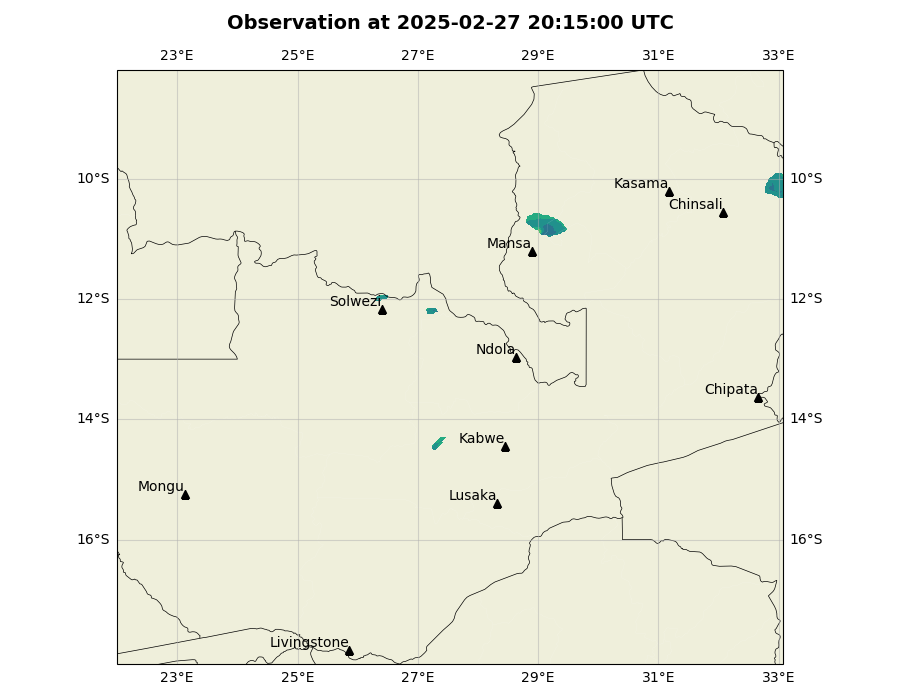 Observation at 2025-02-27 20:15:00 UTC
23°E 25°E 27°E 29°E 31°E 33°E
10°S 10°S
Kasama
Chinsali
Mansa
12°S 12°S
Solwezi
Ndola
Chipata
14°S 14°S
Kabwe
Mongu
Lusaka
16°S 16°S
Livingstone
23°E 25°E 27°E 29°E 31°E 33°E